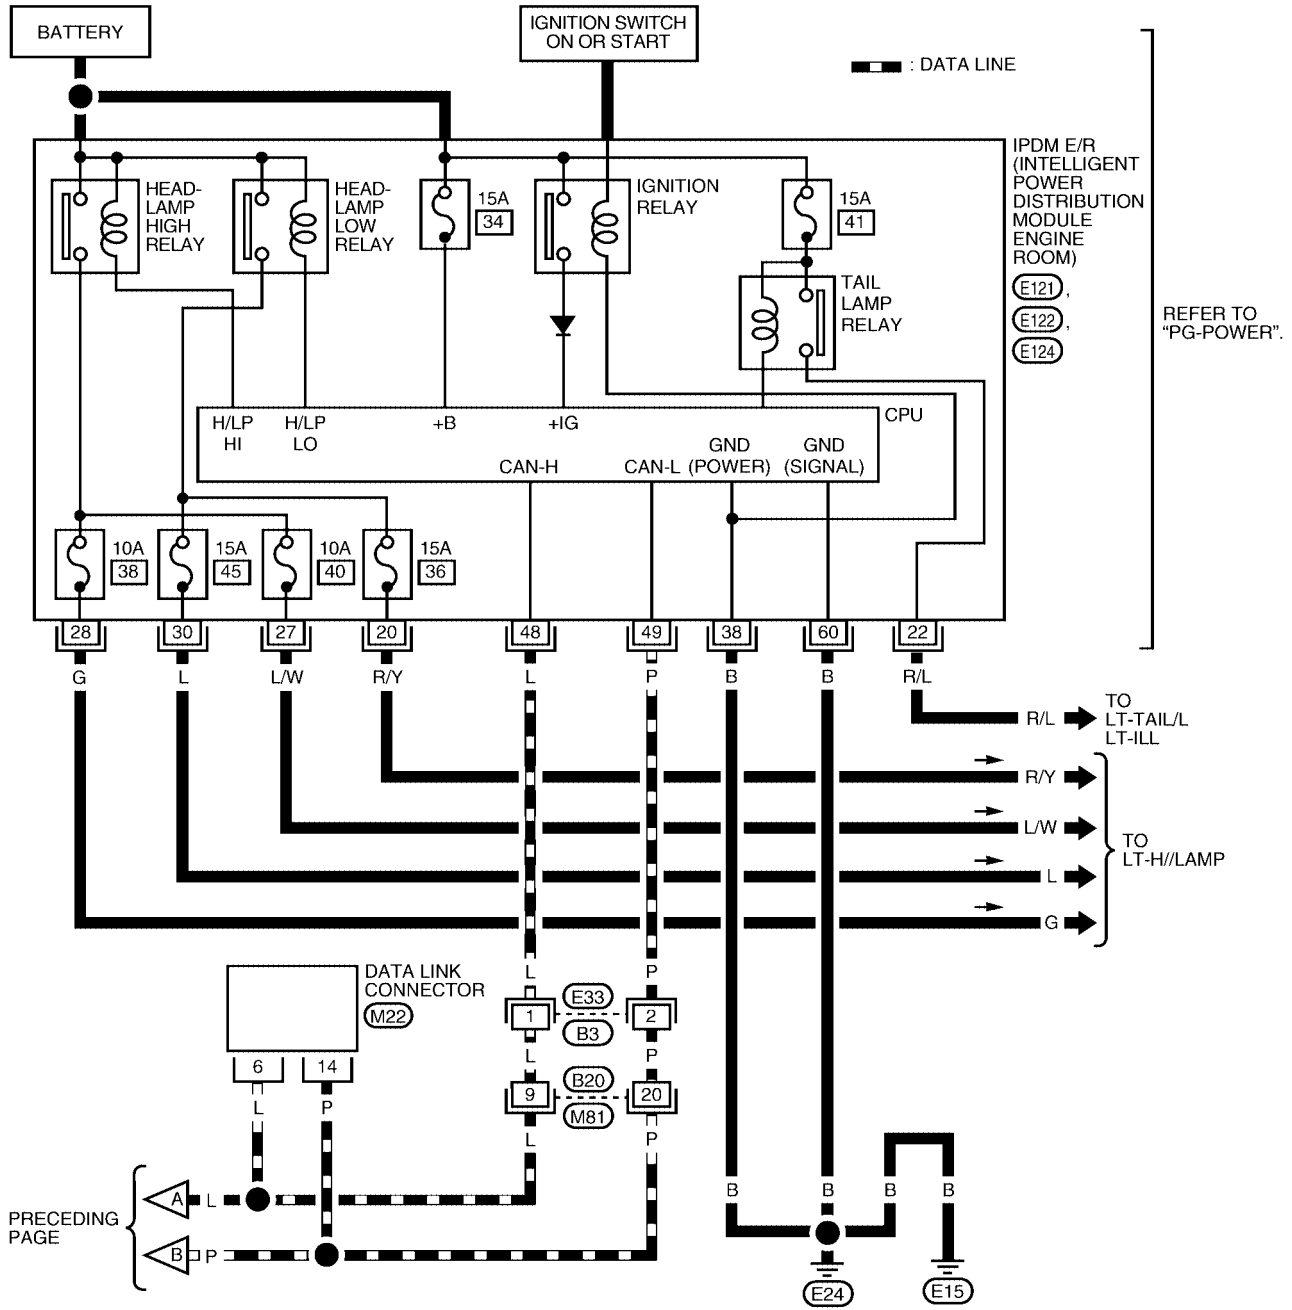 BATTERY
IGNITION SWITCH
ON OR START
: DATA LINE
IPDM E/R
(INTELLIGENT
POWER
DISTRIBUTION
MODULE
ENGINE
ROOM)
E121 ,
E122 ,
E124
REFER TO
“PG-POWER”.
HEAD-
LAMP
HIGH
RELAY
HEAD-
LAMP
LOW
RELAY
15A
34
IGNITION
RELAY
15A
41
TAIL
LAMP
RELAY
H/LP
HI
H/LP
LO
+B
+IG
CPU
CAN-H
CAN-L
GND
(POWER)
GND
(SIGNAL)
10A
38
15A
45
10A
40
15A
36
28 30 27 20 48 49 38 60 22
G L L/W R/Y L P B B R/L
R/L
TO
LT-TAIL/L
LT-ILL
R/Y
L/W
L
G
TO
LT-H//LAMP
DATA LINK
CONNECTOR
M22
6 14
L P
L P
1 E33 2
B3
L P
9 B20 20
M81
L P
PRECEDING
PAGE
A L
B P
B B B B
E24 E15